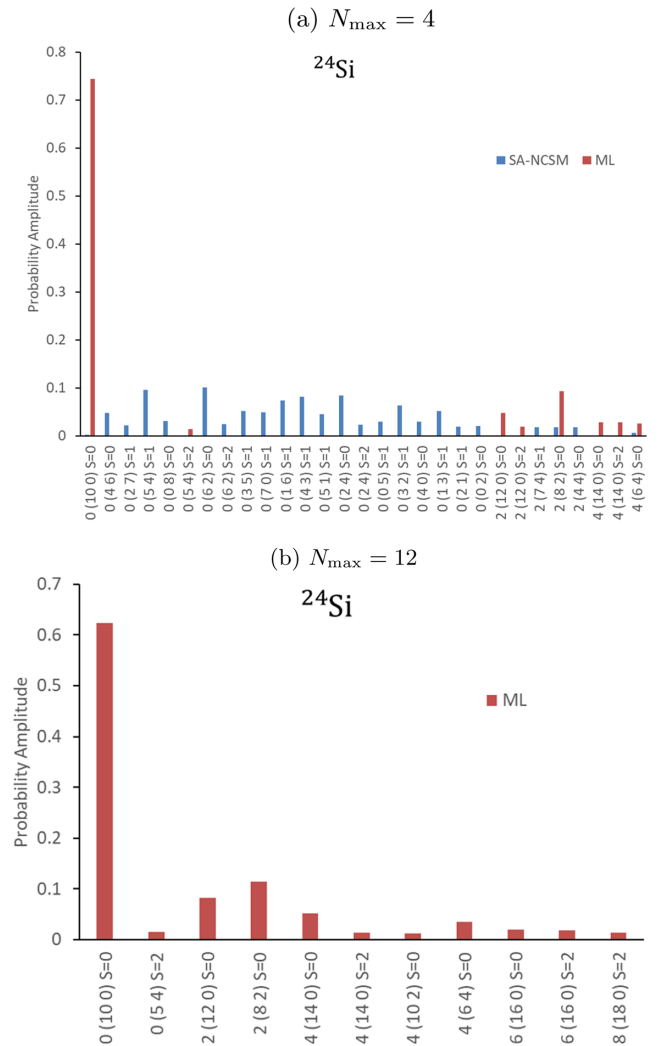 (a) Nmax = 4
24Si
0.8
0.7
0.6
0.5
0.4
0.3
0.2
0.1
0
Probability Amplitude
SA-NCSM ML
0 (10 0) S=0
0 (4 6) S=0
0 (2 7) S=1
0 (5 4) S=1
0 (0 8) S=0
0 (5 4) S=2
0 (6 2) S=0
0 (6 2) S=2
0 (3 5) S=1
0 (7 0) S=1
0 (1 6) S=1
0 (4 3) S=1
0 (5 1) S=1
0 (2 4) S=0
0 (2 4) S=2
0 (0 5) S=1
0 (3 2) S=1
0 (4 0) S=0
0 (1 3) S=1
0 (2 1) S=1
0 (0 2) S=0
2 (12 0) S=0
2 (12 0) S=2
2 (7 4) S=1
2 (8 2) S=0
2 (4 4) S=0
4 (14 0) S=0
4 (14 0) S=2
4 (6 4) S=0
(b) Nmax = 12
24Si
0.7
0.6
0.5
0.4
0.3
0.2
0.1
0
Probability Amplitude
ML
0 (10 0) S=0
0 (5 4) S=2
2 (12 0) S=0
2 (8 2) S=0
4 (14 0) S=0
4 (14 0) S=2
4 (10 2) S=0
4 (6 4) S=0
6 (16 0) S=0
6 (16 0) S=2
8 (18 0) S=2